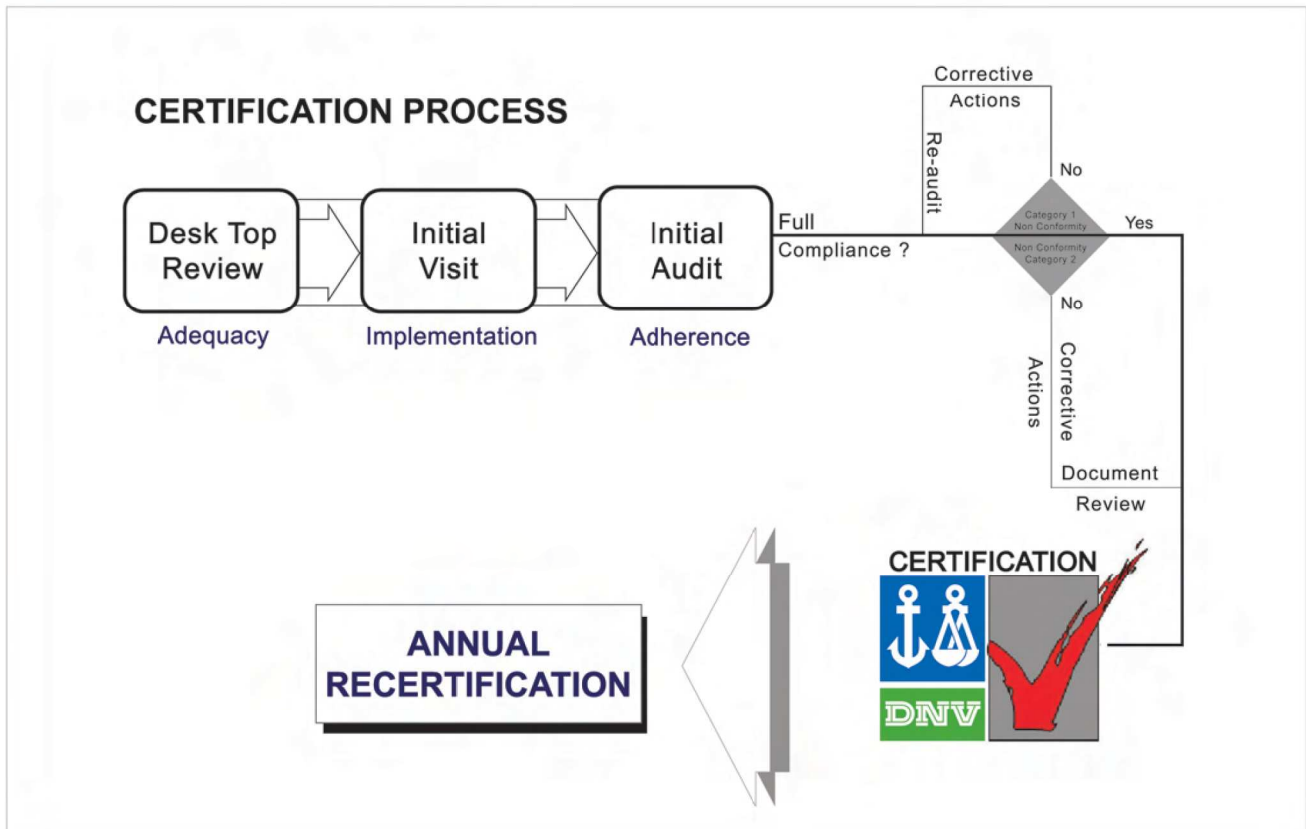 CERTIFICATION PROCESS
Desk Top
Review
Adequacy
Initial
Visit
Implementation
Initial
Audit
Adherence
Full
Compliance ?
Re-audit
Corrective
Actions
No
Category 1
Non Conformity
Non Conformity
Category 2
Yes
No
Corrective
Actions
Document
Review
CERTIFICATION
DNV
ANNUAL
RECERTIFICATION